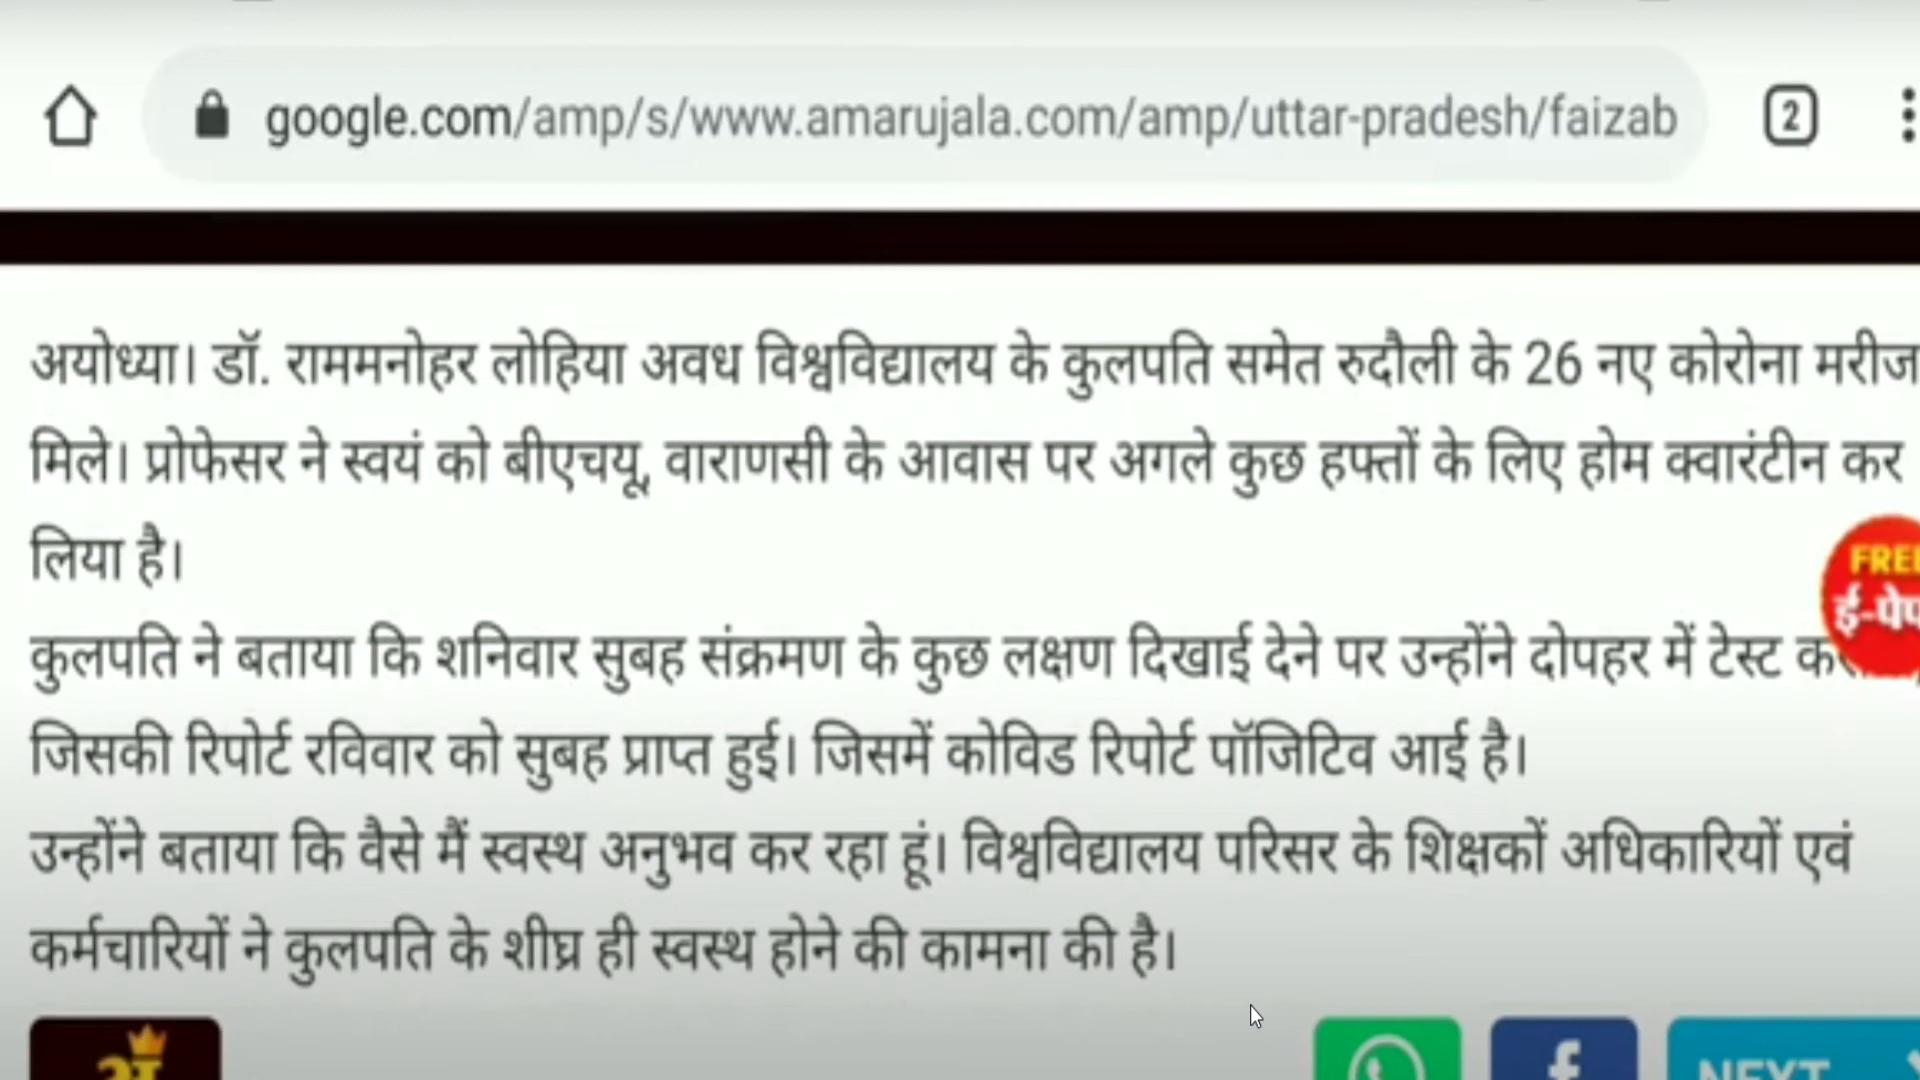 google.com/amp/s/www.amarujala.com/amp/uttar-pradesh/faizab
2
अयोध्या। डॉ. राममनोहर लोहिया अवध विश्वविद्यालय के कुलपति समेत रुदौली के 26 नए कोरोना मरीज
मिले। प्रोफेसर ने स्वयं को बीएचयू, वाराणसी के आवास पर अगले कुछ हफ्तों के लिए होम क्वारंटीन कर
लिया है।
FREE
कुलपति ने बताया कि शनिवार सुबह संक्रमण के कुछ लक्षण दिखाई देने पर उन्होंने दोपहर में टेस्ट
जिसकी रिपोर्ट रविवार को सुबह प्राप्त हुई। जिसमें कोविड रिपोर्ट पॉजिटिव आई है।
उन्होंने बताया कि वैसे मैं स्वस्थ अनुभव कर रहा हूं। विश्वविद्यालय परिसर के शिक्षकों अधिकारियों एवं
कर्मचारियों ने कुलपति के शीघ्र ही स्वस्थ होने की कामना की है।
अ
NEXT